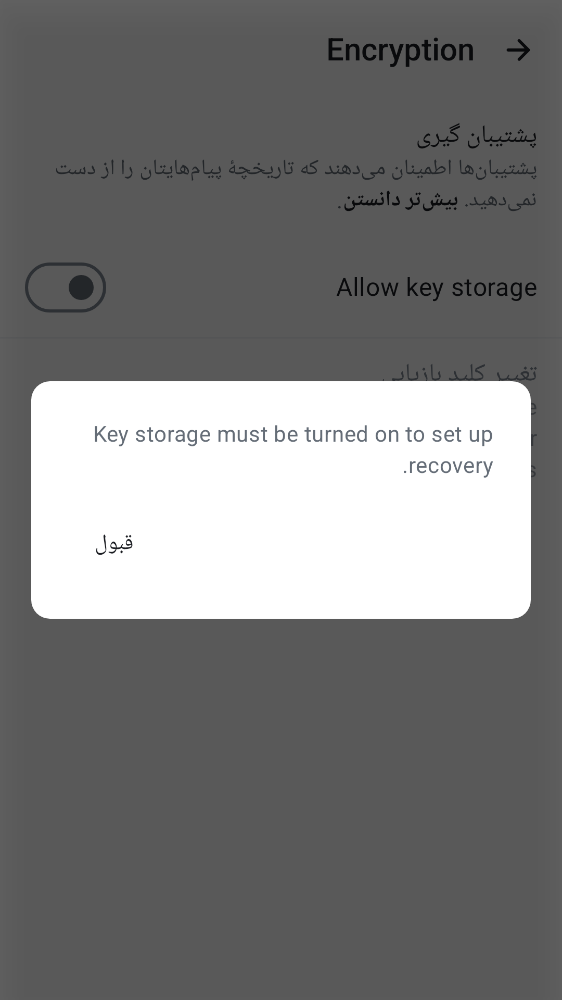 Encryption
پشتیبان گیری
پشتیبان‌ها اطمینان می‌دهند که تاریخچهٔ پیام‌هایتان را از دست
نمی‌دهید. بیش‌تر دانستن.
Allow key storage
تغییر کلید بازیابی
e
r
s
Key storage must be turned on to set up
recovery.
قبول